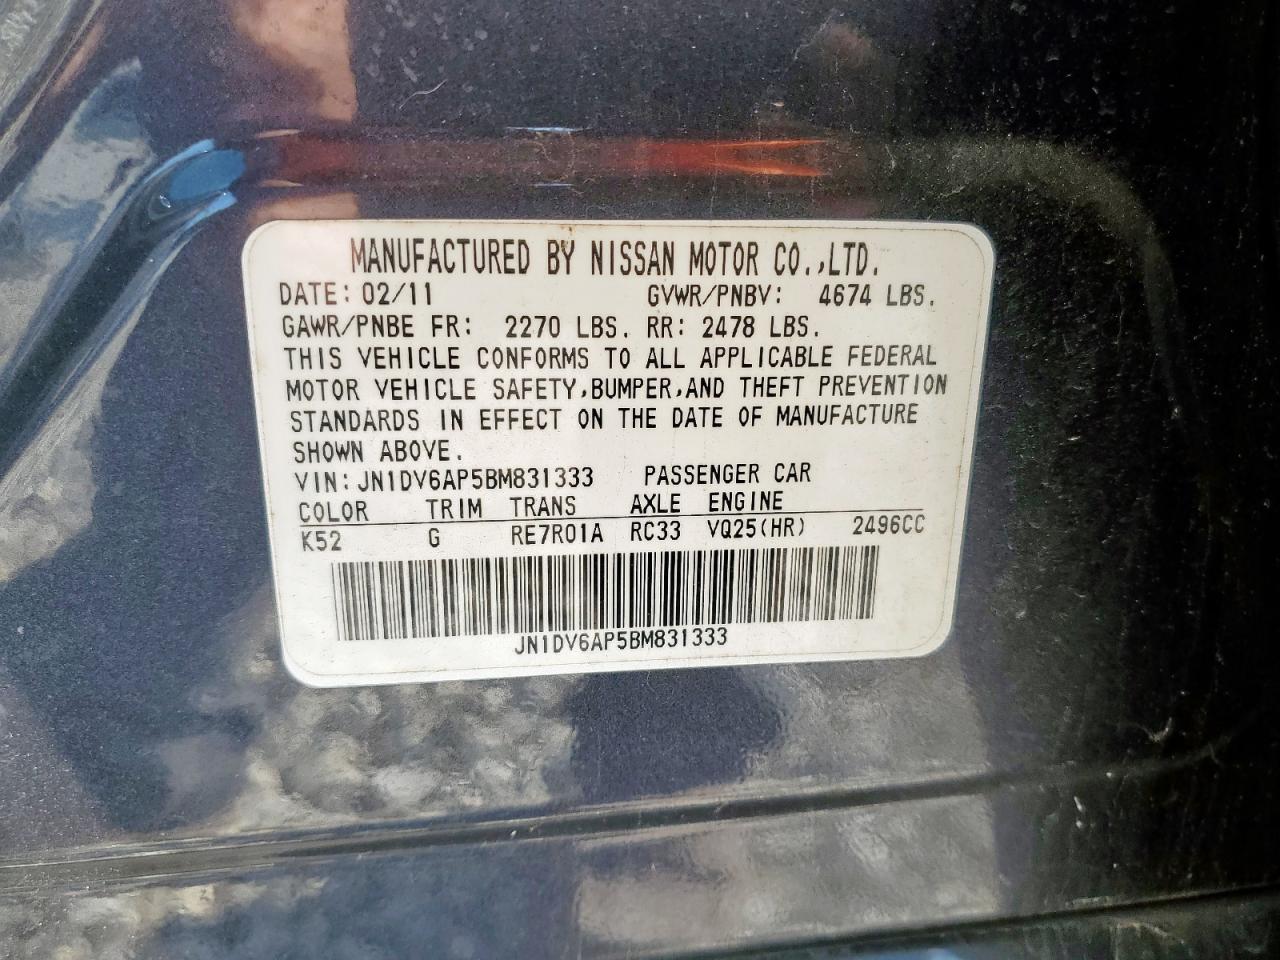 MANUFACTURED BY NISSAN MOTOR CO.,LTD.
DATE: 02/11 GVWR/PNBV: 4674 LBS.
GAWR/PNBE FR: 2270 LBS. RR: 2478 LBS.
THIS VEHICLE CONFORMS TO ALL APPLICABLE FEDERAL
MOTOR VEHICLE SAFETY,BUMPER,AND THEFT PREVENTION
STANDARDS IN EFFECT ON THE DATE OF MANUFACTURE
SHOWN ABOVE.
VIN: JN1DV6AP5BM831333 PASSENGER CAR
COLOR TRIM TRANS AXLE ENGINE
K52 G RE7R01A RC33 VQ25(HR) 2496CC
JN1DV6AP5BM831333